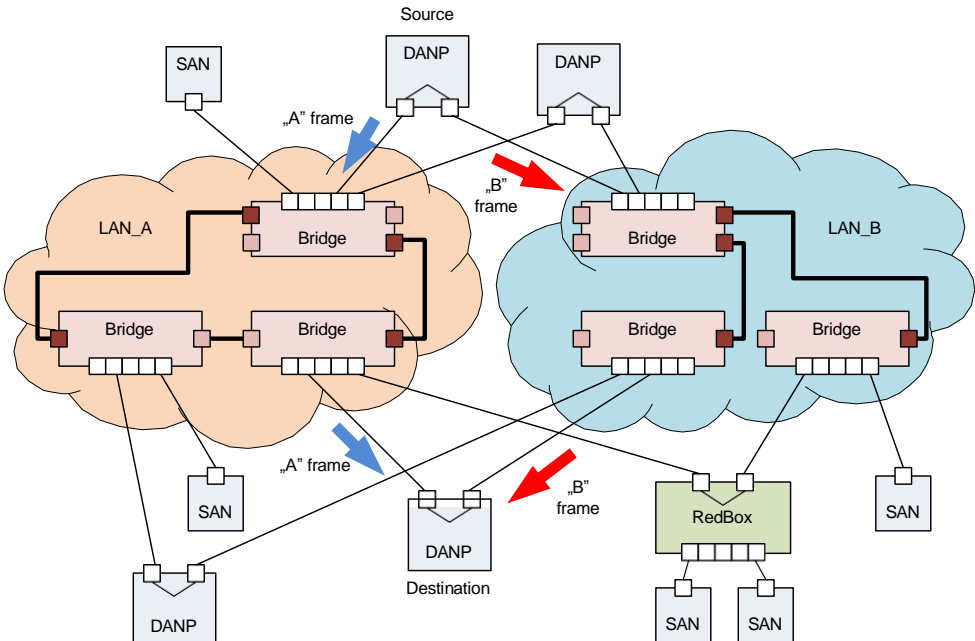 Source
SAN
DANP
DANP
„A” frame
„B”
frame
LAN_A
Bridge
Bridge
LAN_B
Bridge
Bridge
Bridge
Bridge
„A” frame
„B”
frame
SAN
DANP
RedBox
SAN
Destination
DANP
SAN
SAN